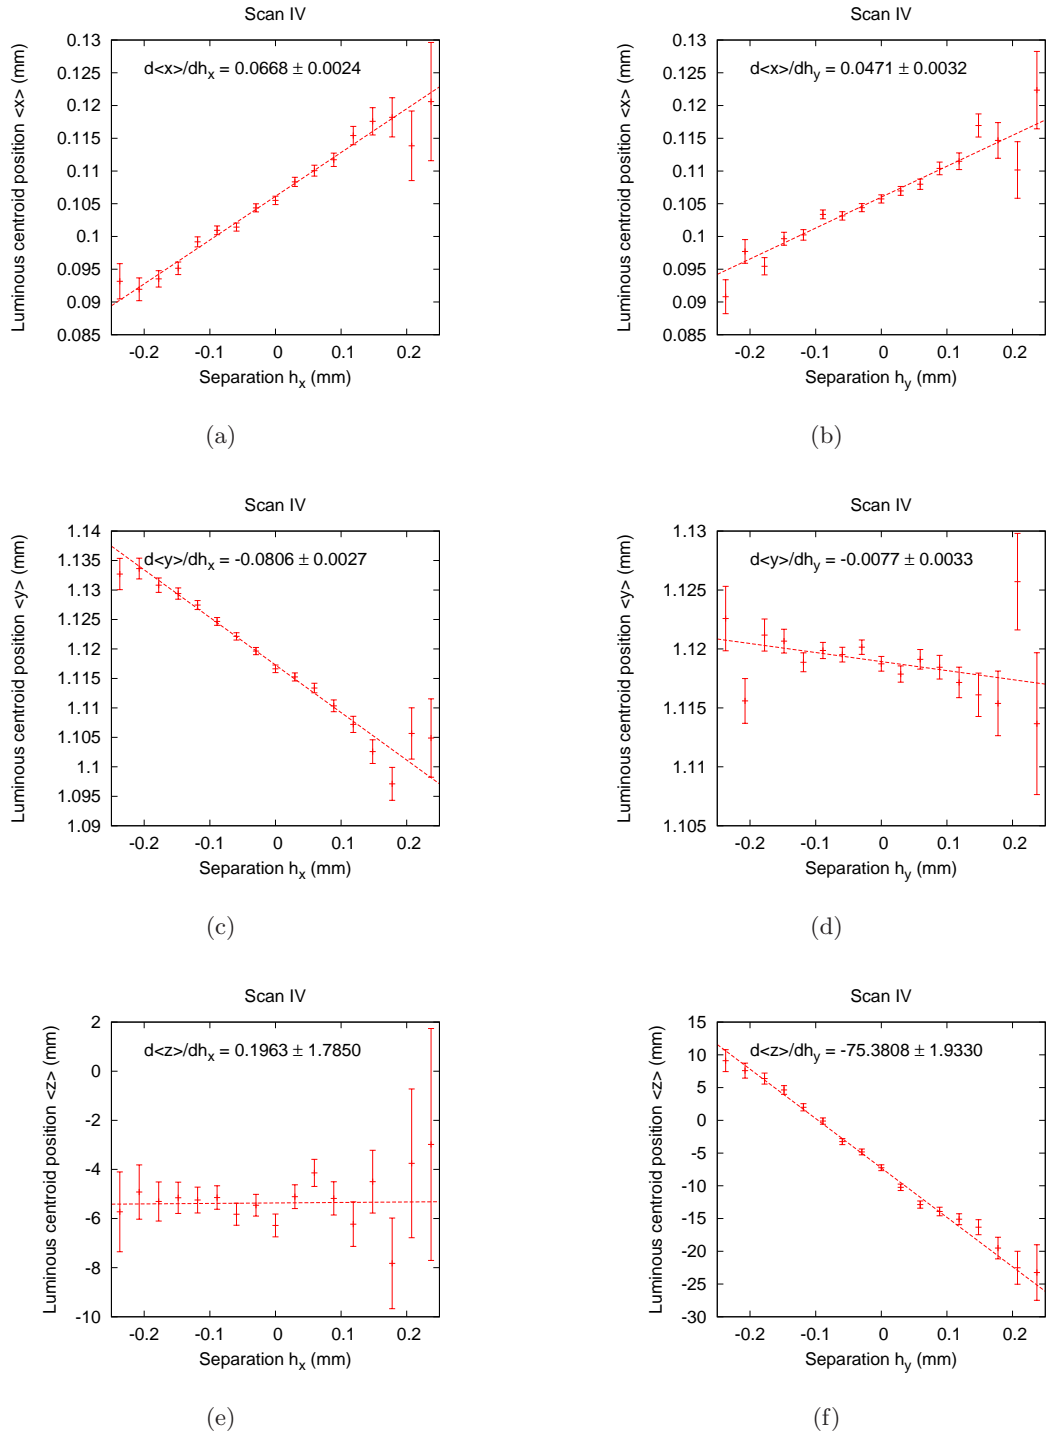 Scan IV
Luminous centroid position <x> (mm)
0.13
0.125
0.12
0.115
0.11
0.105
0.1
0.095
0.09
0.085
d<x>/dhx = 0.0668 ± 0.0024
-0.2 -0.1 0 0.1 0.2
Separation hx (mm)
(a)
Scan IV
Luminous centroid position <x> (mm)
0.13
0.125
0.12
0.115
0.11
0.105
0.1
0.095
0.09
0.085
d<x>/dhy = 0.0471 ± 0.0032
-0.2 -0.1 0 0.1 0.2
Separation hy (mm)
(b)
Scan IV
Luminous centroid position <y> (mm)
1.14
1.135
1.13
1.125
1.12
1.115
1.11
1.105
1.1
1.095
1.09
d<y>/dhx = -0.0806 ± 0.0027
-0.2 -0.1 0 0.1 0.2
Separation hx (mm)
(c)
Scan IV
Luminous centroid position <y> (mm)
1.13
1.125
1.12
1.115
1.11
1.105
d<y>/dhy = -0.0077 ± 0.0033
-0.2 -0.1 0 0.1 0.2
Separation hy (mm)
(d)
Scan IV
Luminous centroid position <z> (mm)
2
0
-2
-4
-6
-8
-10
d<z>/dhx = 0.1963 ± 1.7850
-0.2 -0.1 0 0.1 0.2
Separation hx (mm)
(e)
Scan IV
Luminous centroid position <z> (mm)
15
10
5
0
-5
-10
-15
-20
-25
-30
d<z>/dhy = -75.3808 ± 1.9330
-0.2 -0.1 0 0.1 0.2
Separation hy (mm)
(f)